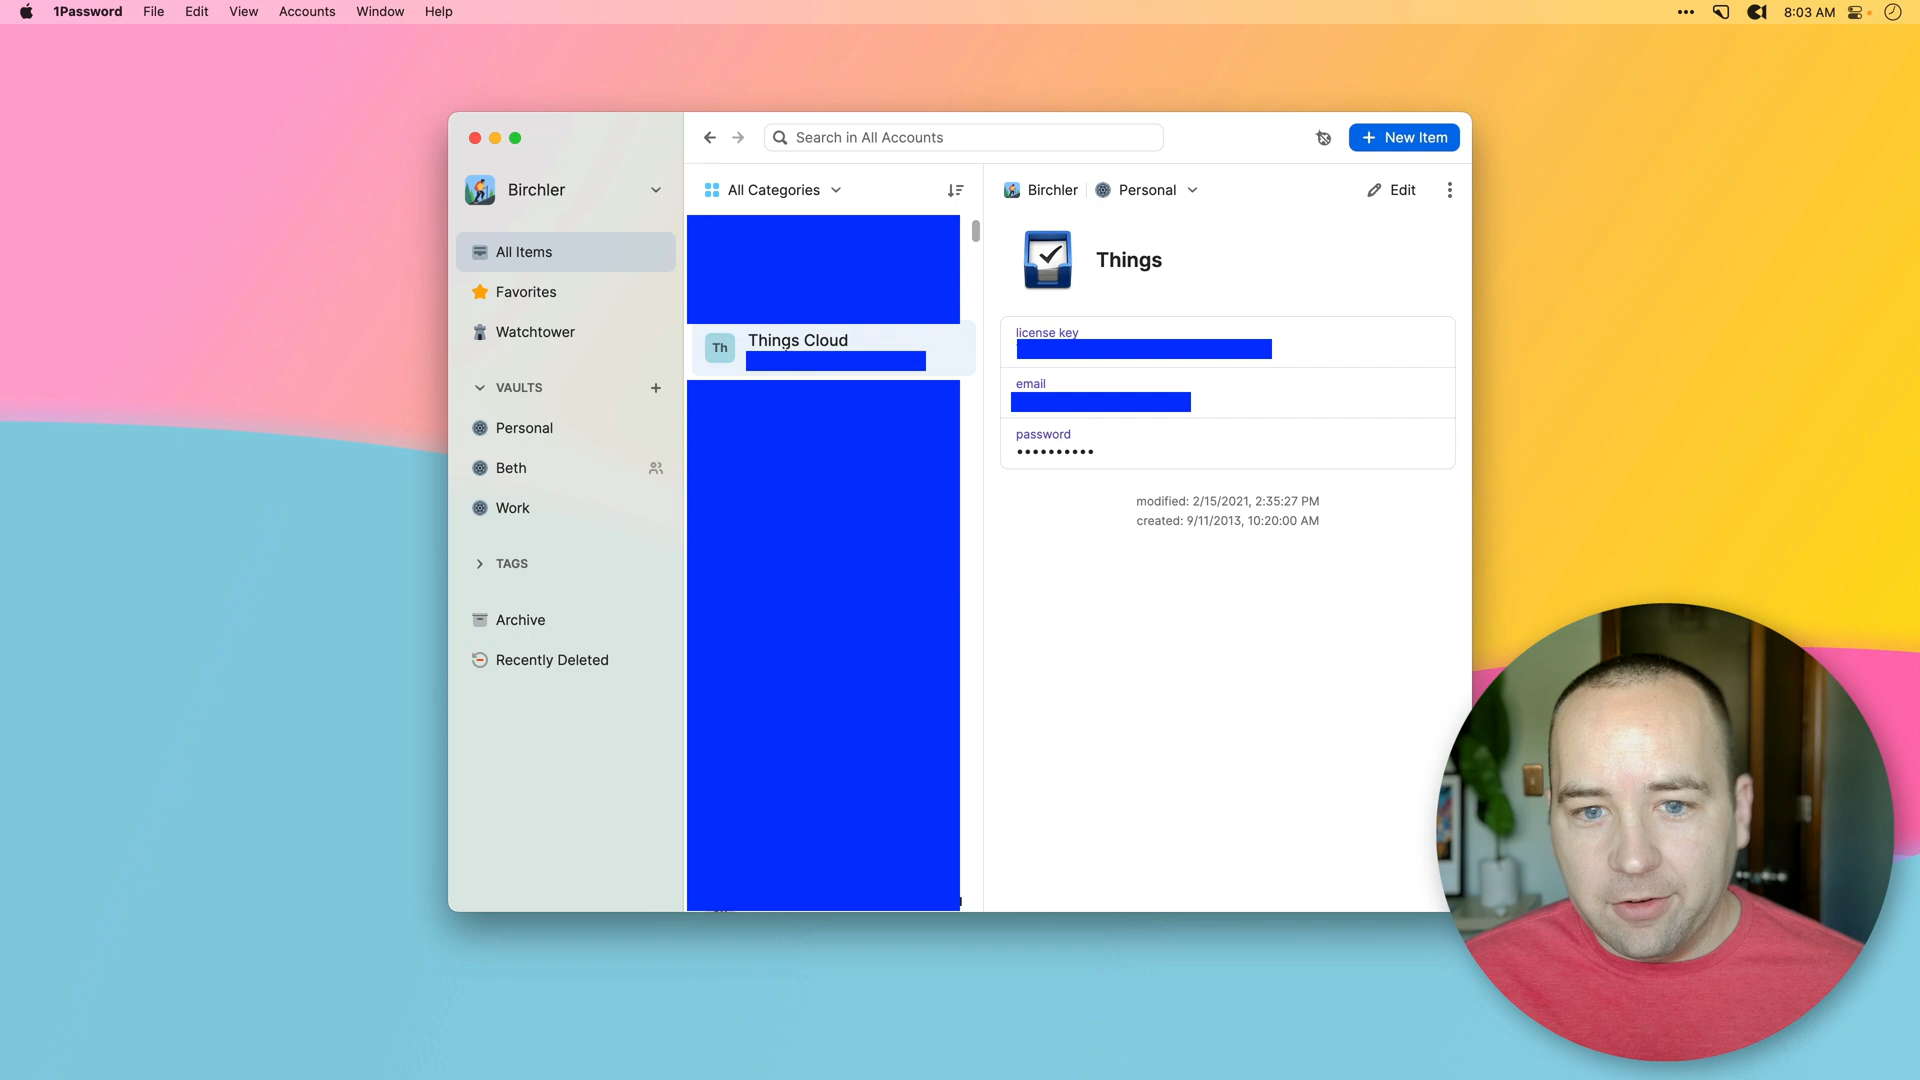 1Password File Edit View Accounts Window Help
8:03 AM
Search in All Accounts
New Item
Birchler
All Items
Favorites
Watchtower
VAULTS
Personal
Beth
Work
TAGS
Archive
Recently Deleted
All Categories
Th
Things Cloud
Birchler
Personal
Edit
Things
license key
email
password
••••••••••
modified: 2/15/2021, 2:35:27 PM
created: 9/11/2013, 10:20:00 AM